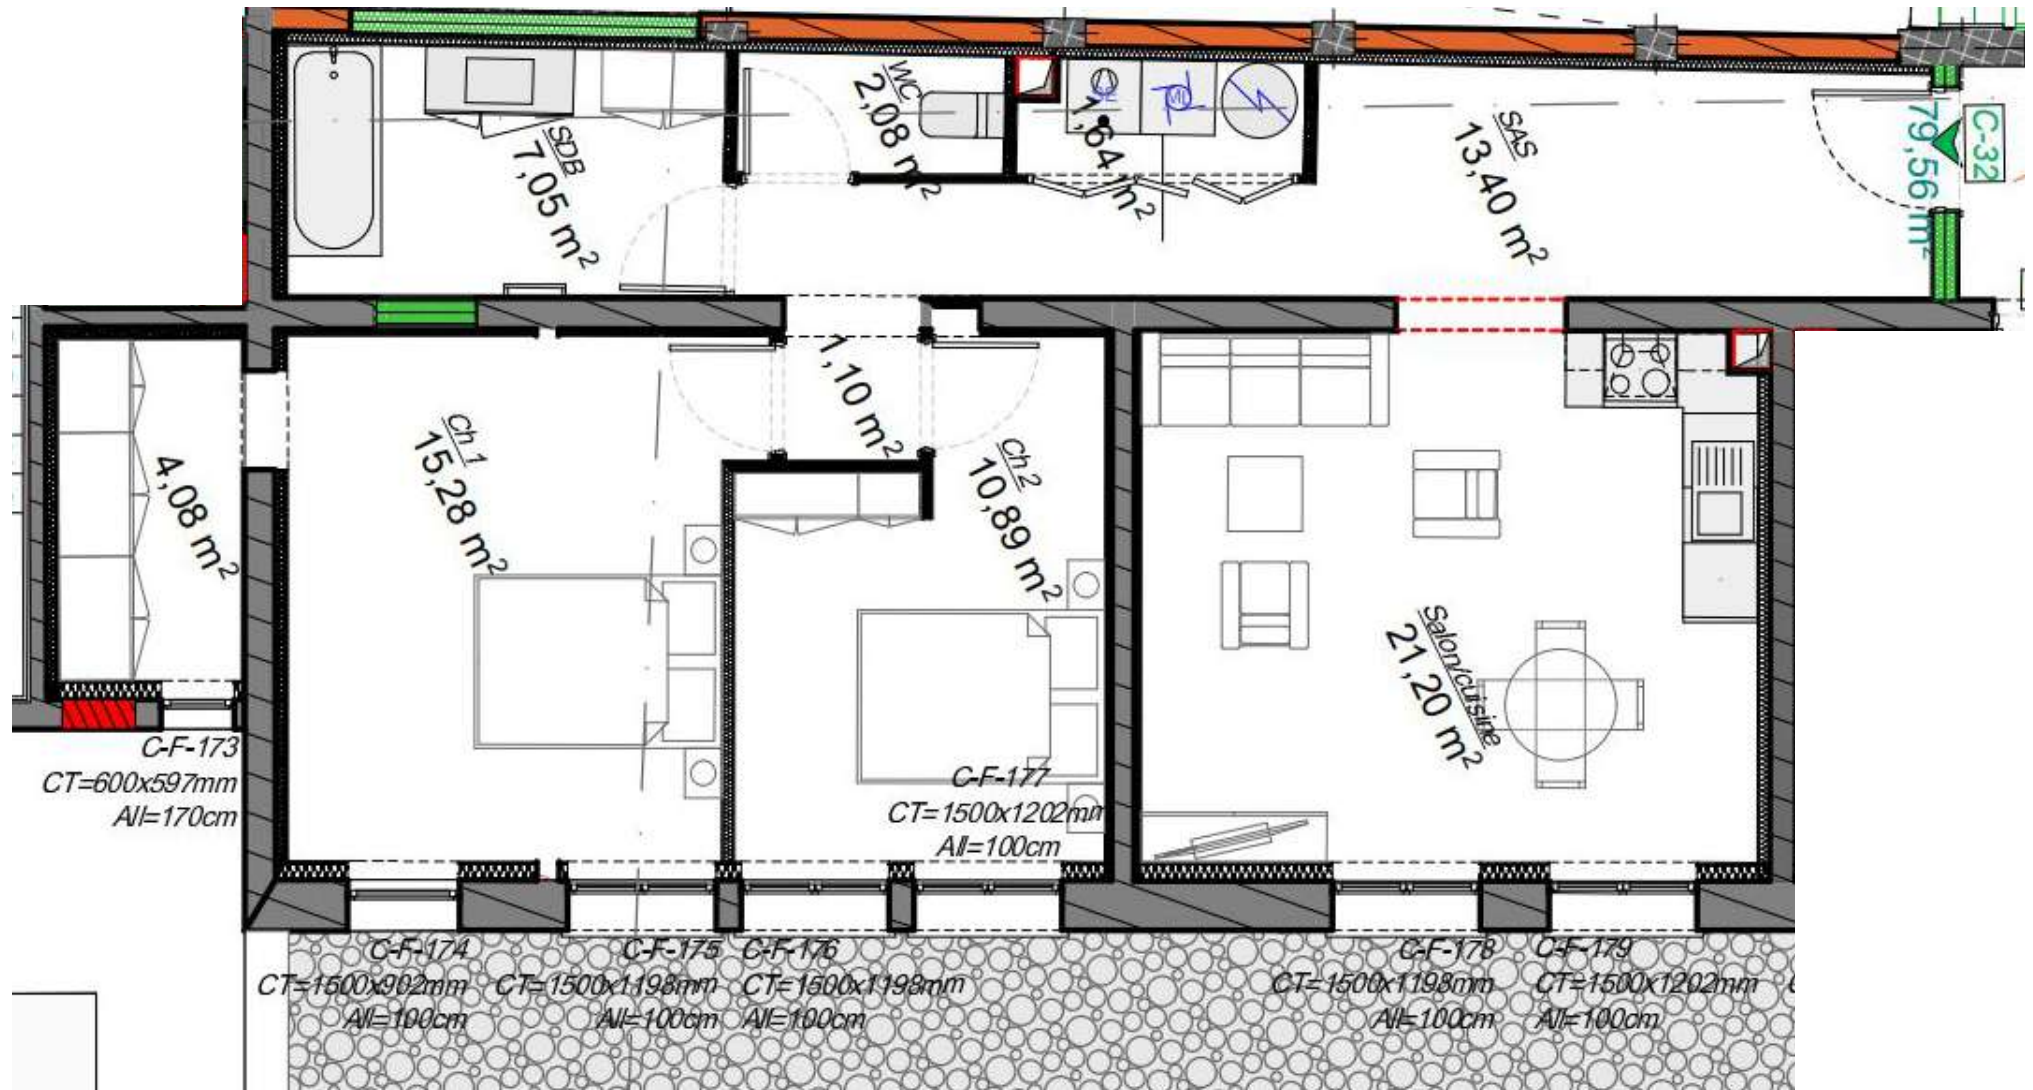 SDB
7,05 m²
WC
2,08 m²
1,64 m²
SAS
13,40 m²
C-32
79,56 m²
4,08 m²
Ch 1
15,28 m²
1,10 m²
Ch 2
10,89 m²
Salon/cuisine
21,20 m²
C-F-173
CT=600x597mm
All=170cm
C-F-177
CT=1500x1202mm
All=100cm
C-F-174
CT=1500x902mm
All=100cm
C-F-175
CT=1500x1198mm
All=100cm
C-F-176
CT=1500x1198mm
All=100cm
C-F-178
CT=1500x1198mm
All=100cm
C-F-179
CT=1500x1202mm
All=100cm